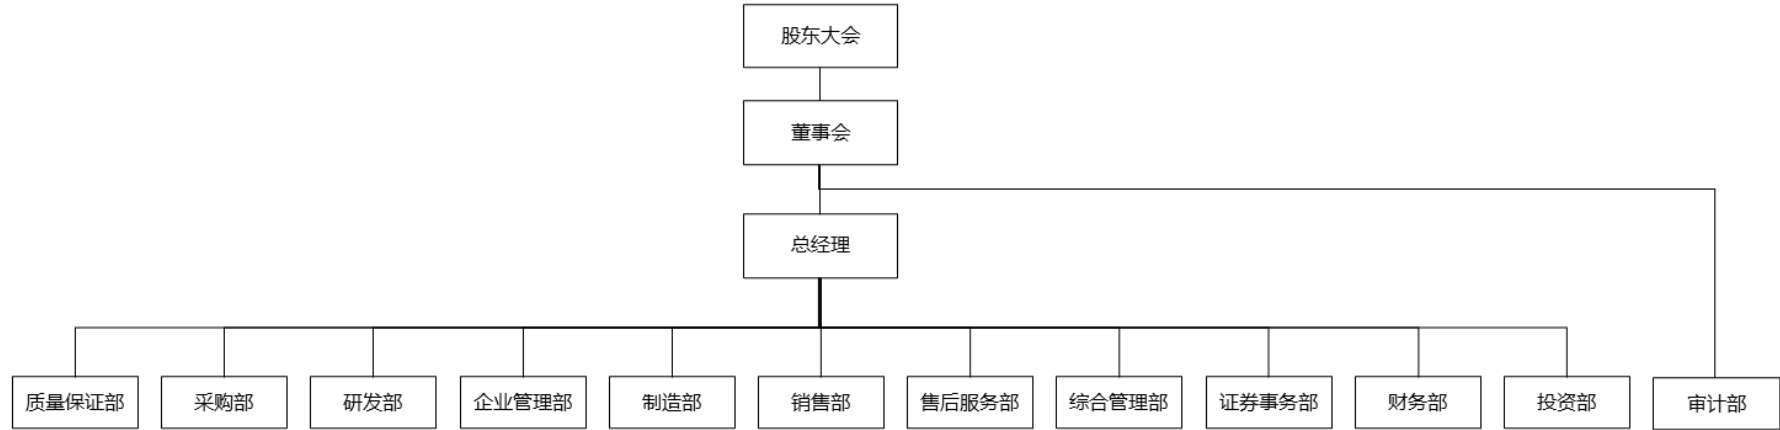 股东大会
董事会
总经理
质量保证部
采购部
研发部
企业管理部
制造部
销售部
售后服务部
综合管理部
证券事务部
财务部
投资部
审计部